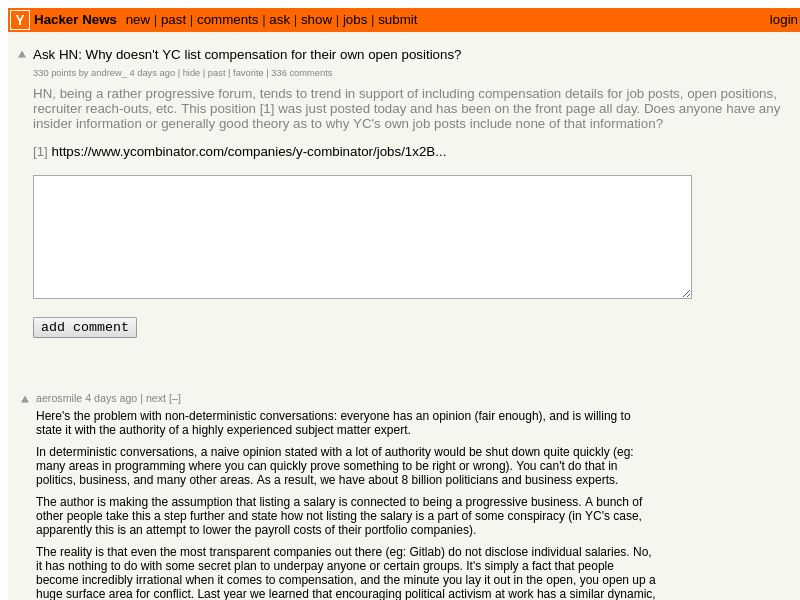 Y Hacker News new | past | comments | ask | show | jobs | submit login
Ask HN: Why doesn't YC list compensation for their own open positions?
330 points by andrew_ 4 days ago | hide | past | favorite | 336 comments
HN, being a rather progressive forum, tends to trend in support of including compensation details for job posts, open positions,
recruiter reach-outs, etc. This position [1] was just posted today and has been on the front page all day. Does anyone have any
insider information or generally good theory as to why YC's own job posts include none of that information?
[1] https://www.ycombinator.com/companies/y-combinator/jobs/1x2B...
add comment
aerosmile 4 days ago | next [–]
Here's the problem with non-deterministic conversations: everyone has an opinion (fair enough), and is willing to
state it with the authority of a highly experienced subject matter expert.
In deterministic conversations, a naive opinion stated with a lot of authority would be shut down quite quickly (eg:
many areas in programming where you can quickly prove something to be right or wrong). You can't do that in
politics, business, and many other areas. As a result, we have about 8 billion politicians and business experts.
The author is making the assumption that listing a salary is connected to being a progressive business. A bunch of
other people take this a step further and state how not listing the salary is a part of some conspiracy (in YC's case,
apparently this is an attempt to lower the payroll costs of their portfolio companies).
The reality is that even the most transparent companies out there (eg: Gitlab) do not disclose individual salaries. No,
it has nothing to do with some secret plan to underpay anyone or certain groups. It's simply a fact that people
become incredibly irrational when it comes to compensation, and the minute you lay it out in the open, you open up a
huge surface area for conflict. Last year we learned that encouraging political activism at work has a similar dynamic,